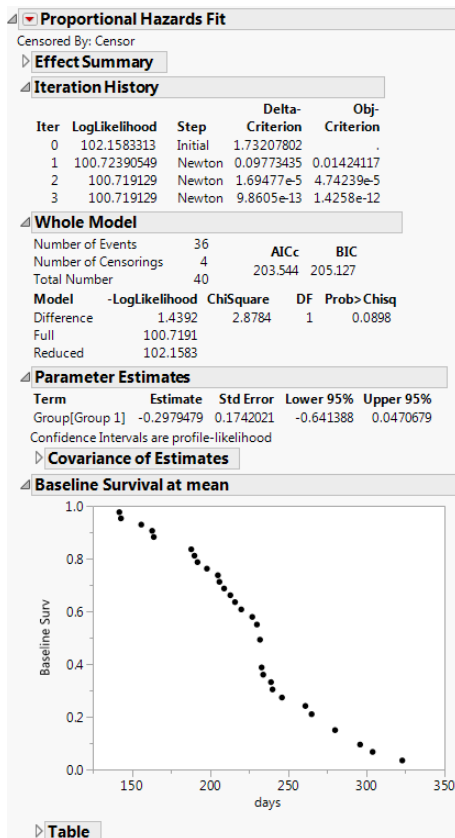 Proportional Hazards Fit
Censored By: Censor
Effect Summary
Iteration History
Delta- Obj-
Iter LogLikelihood Step Criterion Criterion
0 102.1583313 Initial 1.73207802 .
1 100.72390549 Newton 0.09773435 0.01424117
2 100.719129 Newton 1.69477e-5 4.74239e-5
3 100.719129 Newton 9.8605e-13 1.4258e-12
Whole Model
Number of Events 36
Number of Censorings 4
Total Number 40
AICc BIC
203.544 205.127
Model -LogLikelihood ChiSquare DF Prob>Chisq
Difference 1.4392 2.8784 1 0.0898
Full 100.7191
Reduced 102.1583
Parameter Estimates
Term Estimate Std Error Lower 95% Upper 95%
Group[Group 1] -0.2979479 0.1742021 -0.641388 0.0470679
Confidence Intervals are profile-likelihood
Covariance of Estimates
Baseline Survival at mean
1.0
0.8
0.6
0.4
0.2
0.0
Baseline Surv
150 200 250 300 350
days
Table